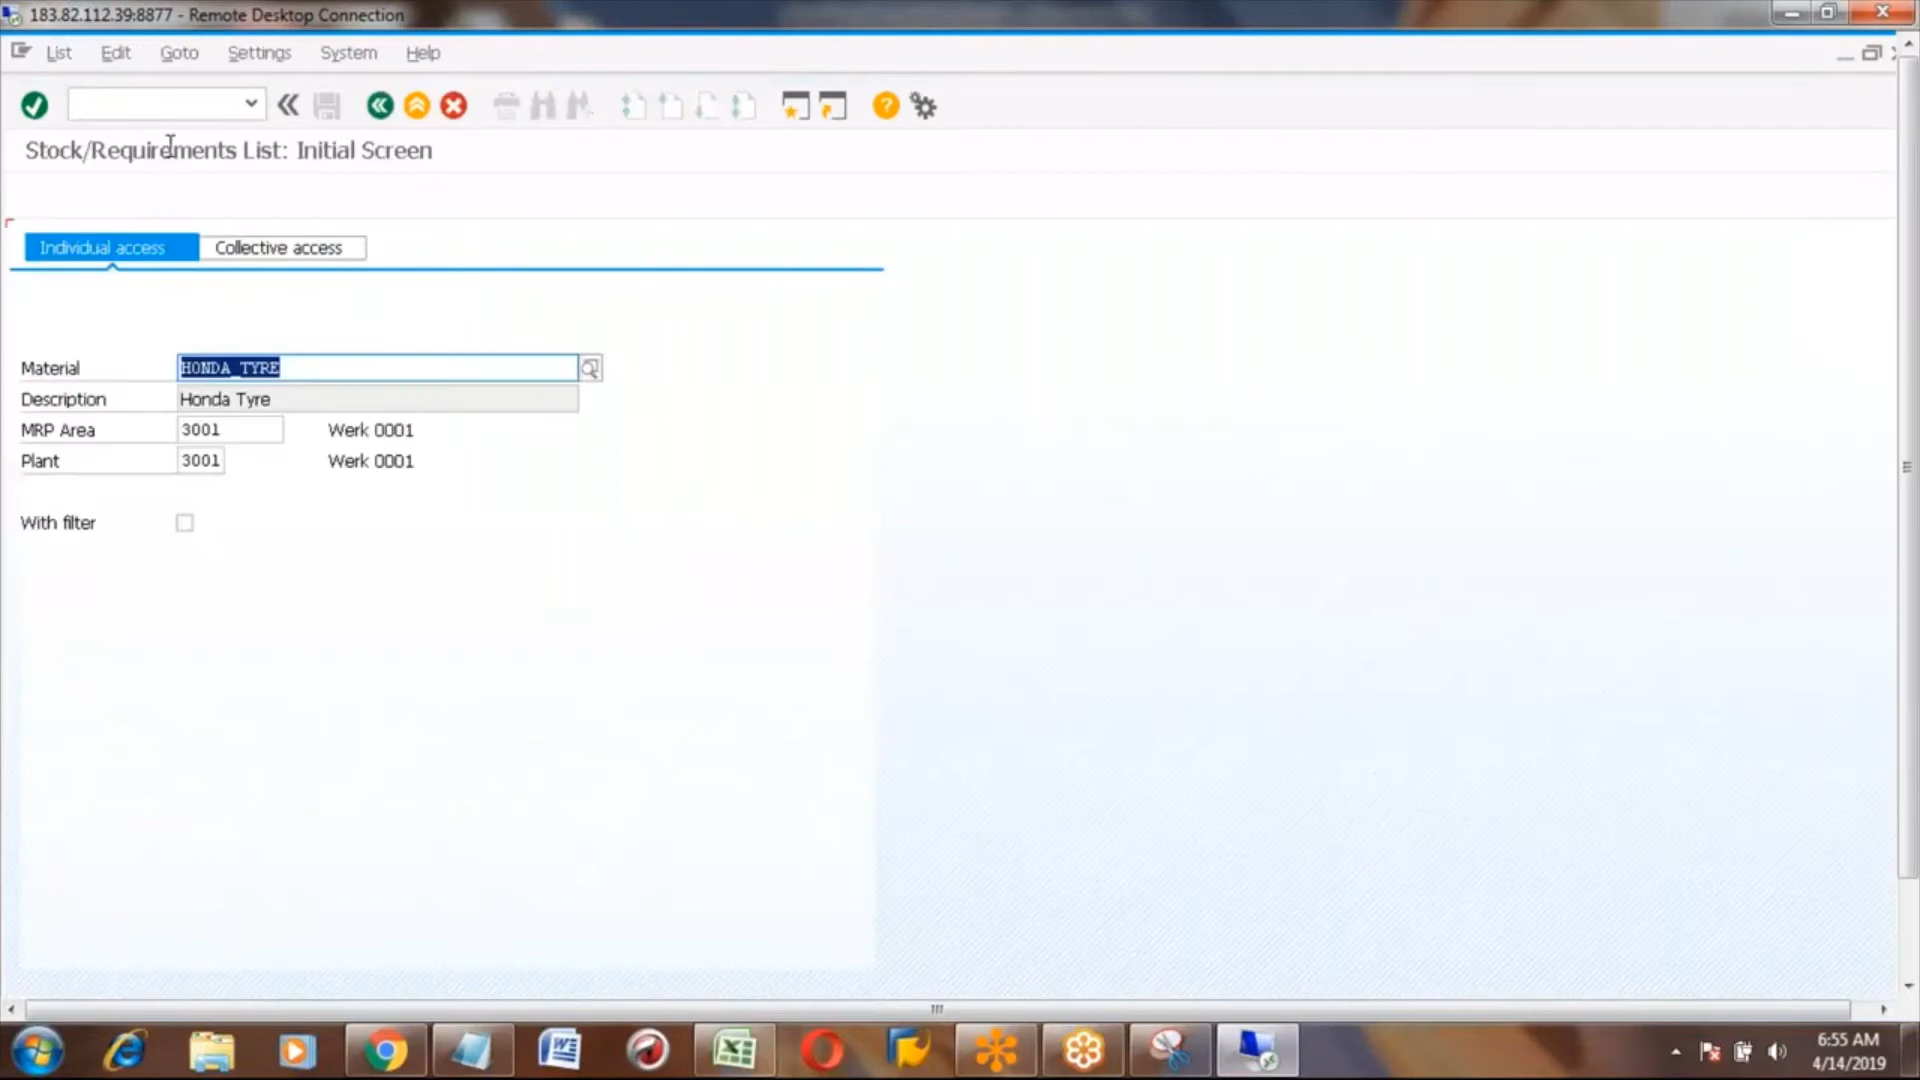 183.82.112.39:8877 - Remote Desktop Connection
List Edit Goto Settings System Help
Stock/Requirements List: Initial Screen
Individual access Collective access
Material HONDA_TYRE
Description Honda Tyre
MRP Area 3001 Werk 0001
Plant 3001 Werk 0001
With filter
6:55 AM
4/14/2019